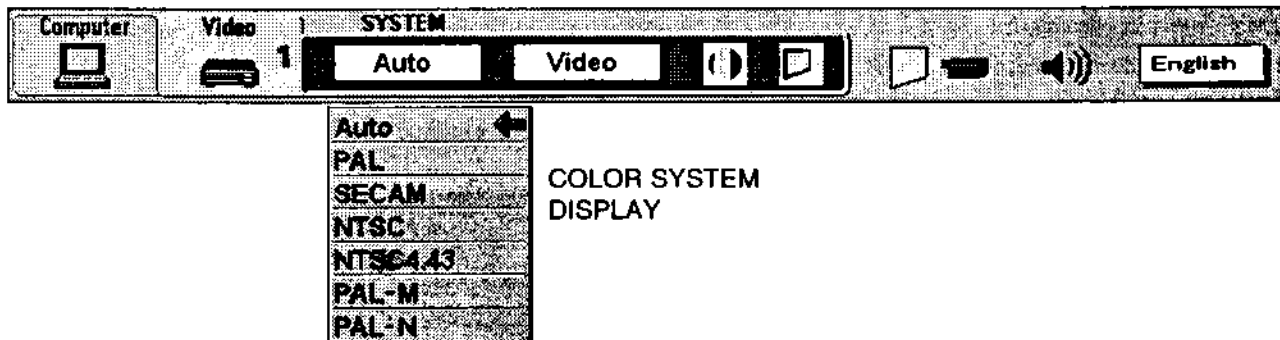 Computer Video SYSTEM
1 Auto Video English
Auto
PAL
SECAM
NTSC
NTSC4.43
PAL-M
PAL-N
COLOR SYSTEM
DISPLAY